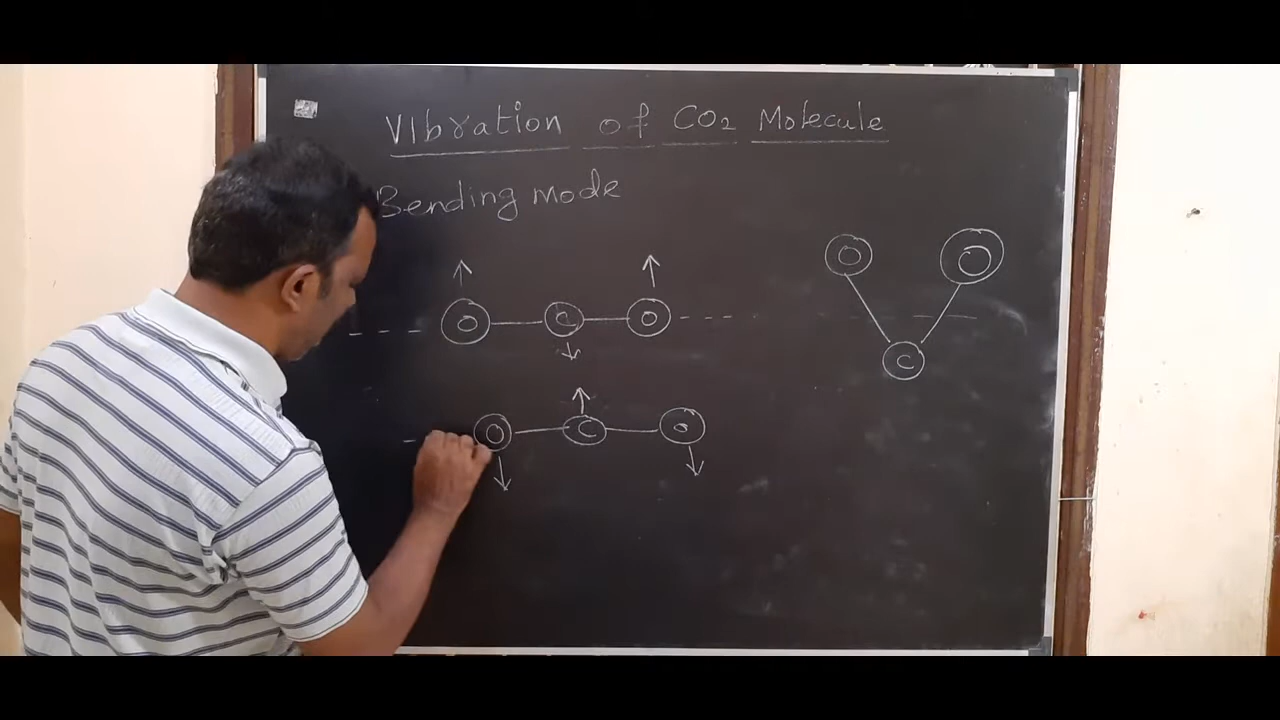 Vibration of CO₂ Molecule
Bending mode
O C O
O C O
O O
C